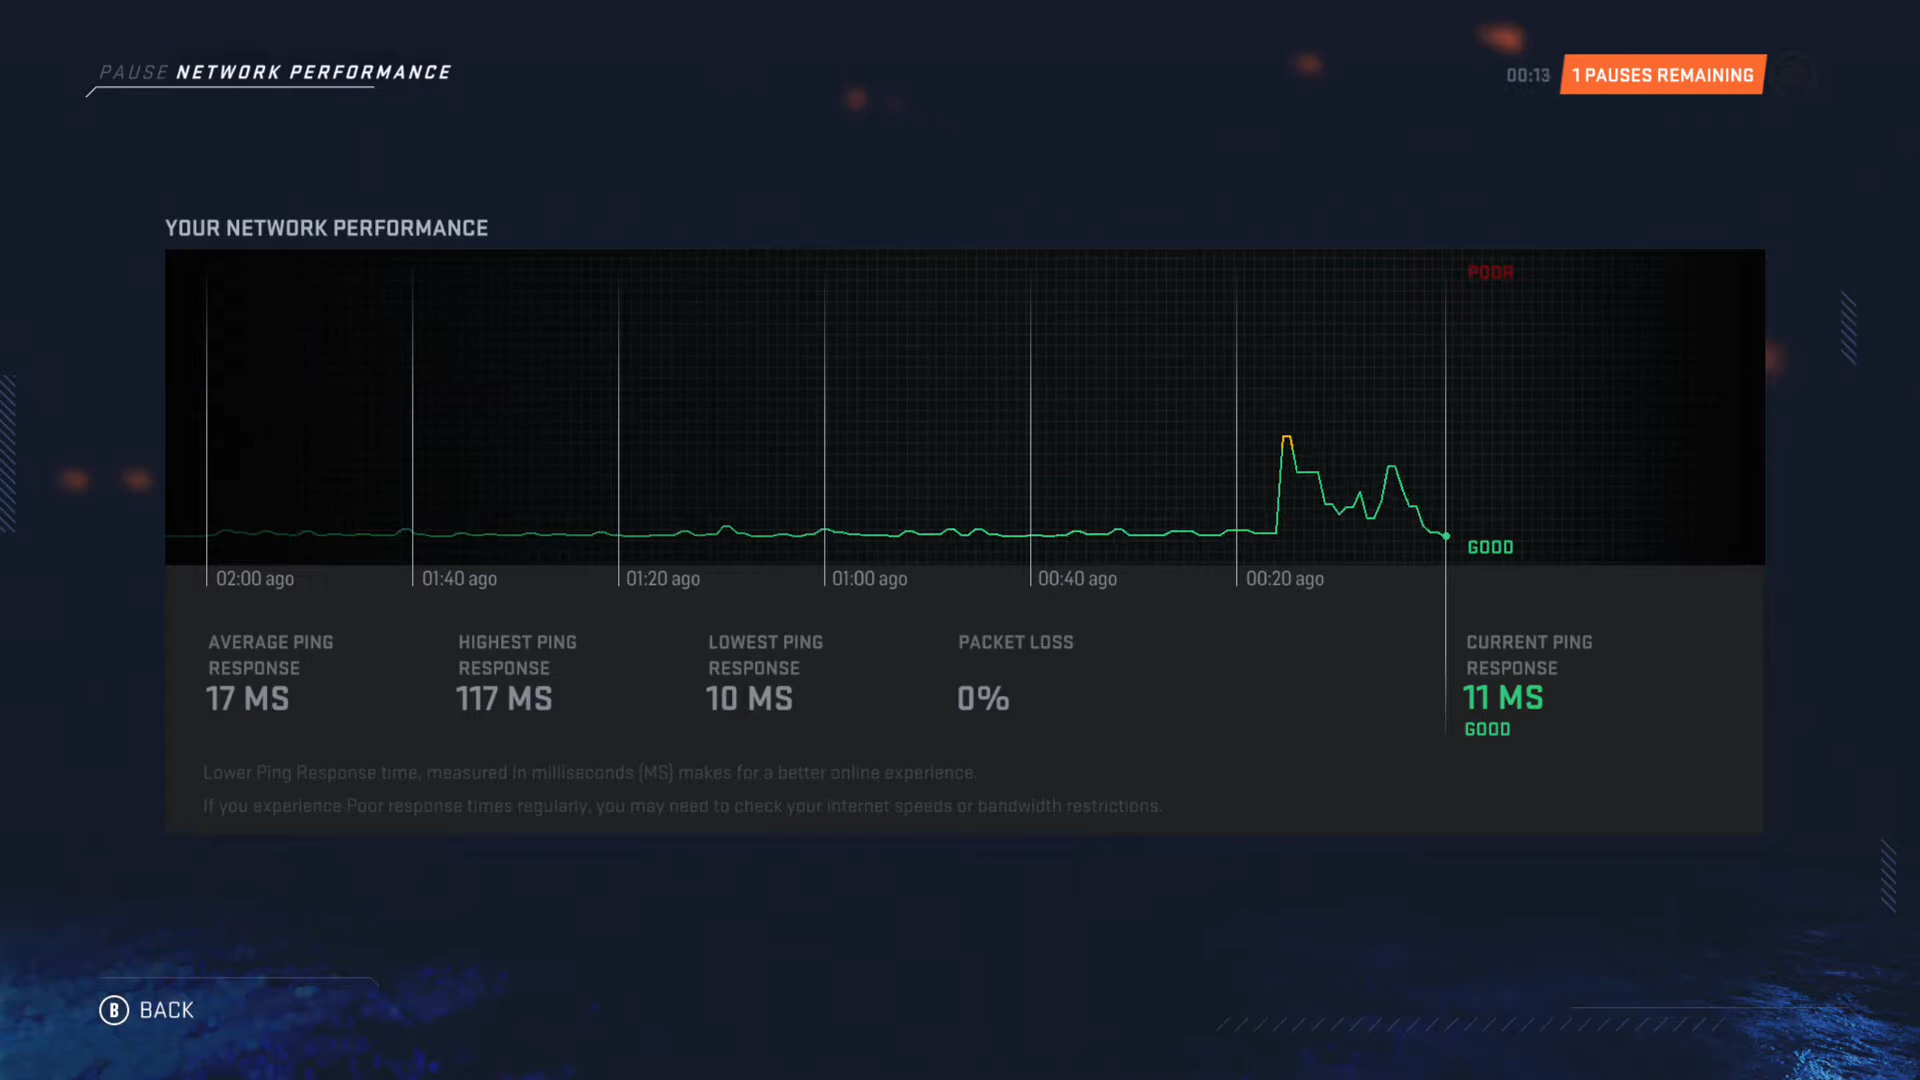 PAUSE NETWORK PERFORMANCE
00:13 1 PAUSES REMAINING
YOUR NETWORK PERFORMANCE
POOR
GOOD
02:00 ago 01:40 ago 01:20 ago 01:00 ago 00:40 ago 00:20 ago
AVERAGE PING RESPONSE
17 MS
HIGHEST PING RESPONSE
117 MS
LOWEST PING RESPONSE
10 MS
PACKET LOSS
0%
CURRENT PING RESPONSE
11 MS
GOOD
Lower Ping Response time, measured in milliseconds (MS) makes for a better online experience.
If you experience Poor response times regularly, you may need to check your internet speeds or bandwidth restrictions.
B BACK